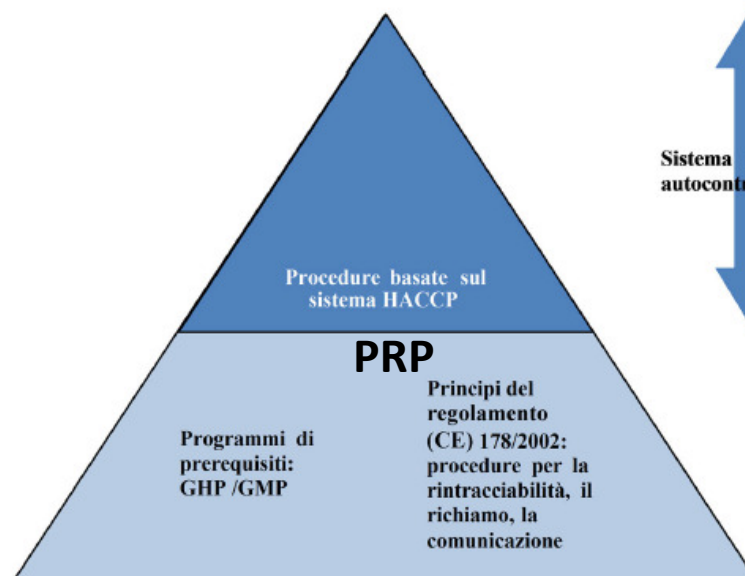 Procedure basate sul
sistema HACCP
Sistema
PRP
Programmi di
prerequisiti:
GHP /GMP
Principi del
regolamento
(CE) 178/2002:
procedure per la
rintracciabilità, il
richiamo, la
comunicazione